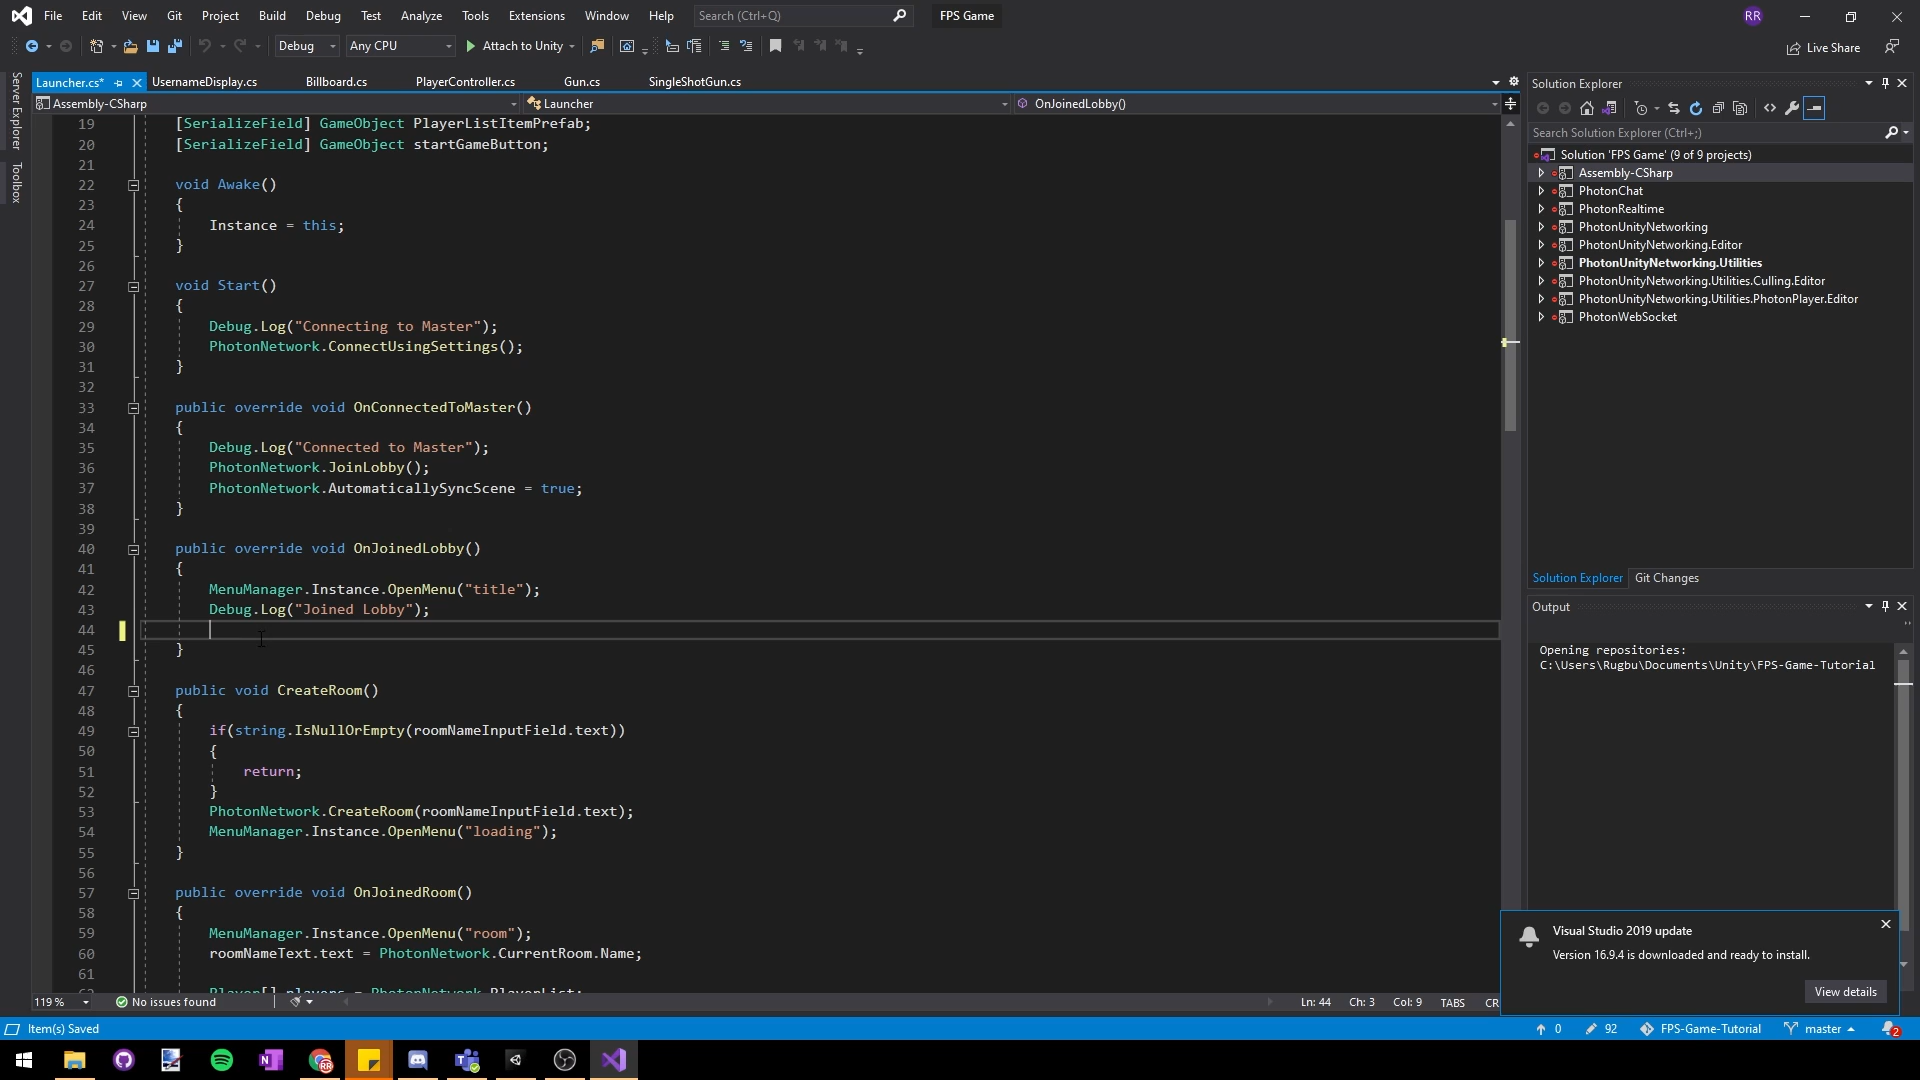 File Edit View Git Project Build Debug Test Analyze Tools Extensions Window Help Search (Ctrl+Q) FPS Game RR
Debug Any CPU Attach to Unity Live Share
Launcher.cs* UsernameDisplay.cs Billboard.cs PlayerController.cs Gun.cs SingleShotGun.cs
Assembly-CSharp Launcher OnJoinedLobby()
Server Explorer
Toolbox
19 [SerializeField] GameObject PlayerListItemPrefab;
20 [SerializeField] GameObject startGameButton;
21
22 void Awake()
23 {
24 Instance = this;
25 }
26
27 void Start()
28 {
29 Debug.Log("Connecting to Master");
30 PhotonNetwork.ConnectUsingSettings();
31 }
32
33 public override void OnConnectedToMaster()
34 {
35 Debug.Log("Connected to Master");
36 PhotonNetwork.JoinLobby();
37 PhotonNetwork.AutomaticallySyncScene = true;
38 }
39
40 public override void OnJoinedLobby()
41 {
42 MenuManager.Instance.OpenMenu("title");
43 Debug.Log("Joined Lobby");
44
45 }
46
47 public void CreateRoom()
48 {
49 if(string.IsNullOrEmpty(roomNameInputField.text))
50 {
51 return;
52 }
53 PhotonNetwork.CreateRoom(roomNameInputField.text);
54 MenuManager.Instance.OpenMenu("loading");
55 }
56
57 public override void OnJoinedRoom()
58 {
59 MenuManager.Instance.OpenMenu("room");
60 roomNameText.text = PhotonNetwork.CurrentRoom.Name;
61
62 Player[] players = PhotonNetwork.PlayerList;
119 % No issues found Ln: 44 Ch: 3 Col: 9 TABS CR
Solution Explorer
Search Solution Explorer (Ctrl+;)
Solution 'FPS Game' (9 of 9 projects)
Assembly-CSharp
PhotonChat
PhotonRealtime
PhotonUnityNetworking
PhotonUnityNetworking.Editor
PhotonUnityNetworking.Utilities
PhotonUnityNetworking.Utilities.Culling.Editor
PhotonUnityNetworking.Utilities.PhotonPlayer.Editor
PhotonWebSocket
Solution Explorer Git Changes
Output
Opening repositories:
C:\Users\Rugbu\Documents\Unity\FPS-Game-Tutorial
Visual Studio 2019 update
Version 16.9.4 is downloaded and ready to install.
View details
Item(s) Saved 0 92 FPS-Game-Tutorial master 2